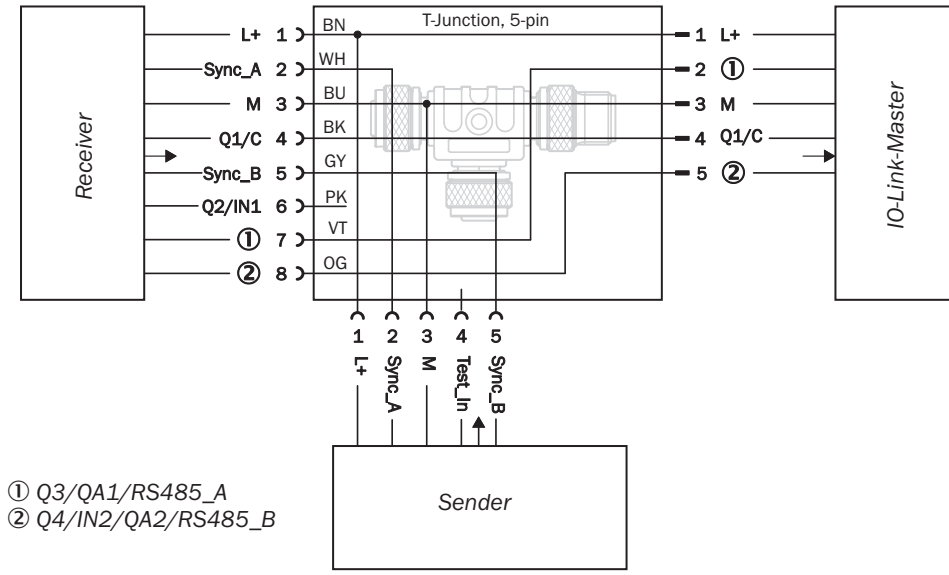 T-Junction, 5-pin
Receiver
L+ 1 BN
Sync_A 2 WH
M 3 BU
Q1/C 4 BK
Sync_B 5 GY
Q2/IN1 6 PK
① 7 VT
② 8 OG
1 L+
2 ①
3 M
4 Q1/C
5 ②
IO-Link-Master
1 2 3 4 5
L+
Sync_A
M
Test_In
Sync_B
Sender
① Q3/QA1/RS485_A
② Q4/IN2/QA2/RS485_B